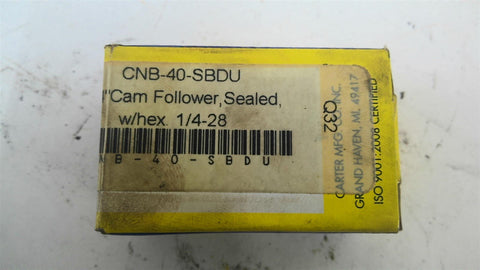 CNB-40-SBDU
"Cam Follower,Sealed,
w/hex. 1/4-28
NB-40-SBDU
Q32
CARTER MFG. CO. INC.
GRAND HAVEN, MI. 49417
ISO 9001:2008 CERTIFIED